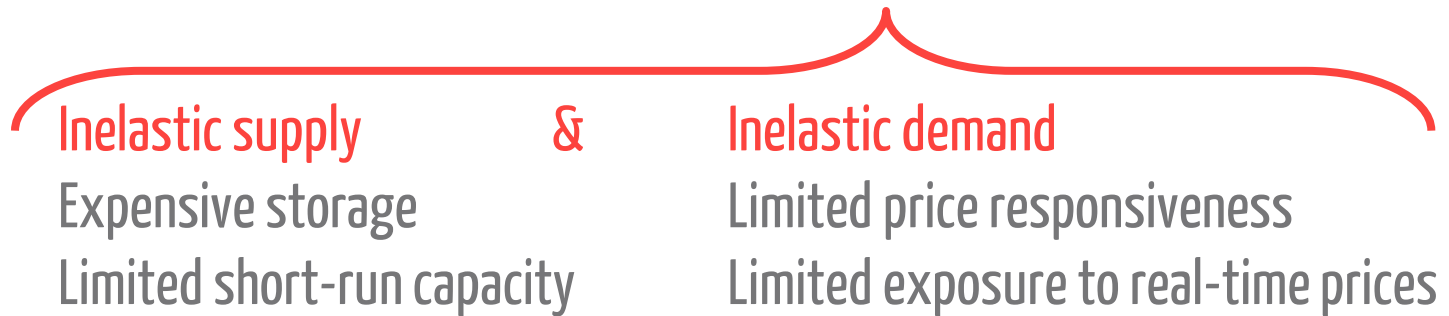 Inelastic supply & Inelastic demand
Expensive storage Limited price responsiveness
Limited short-run capacity Limited exposure to real-time prices